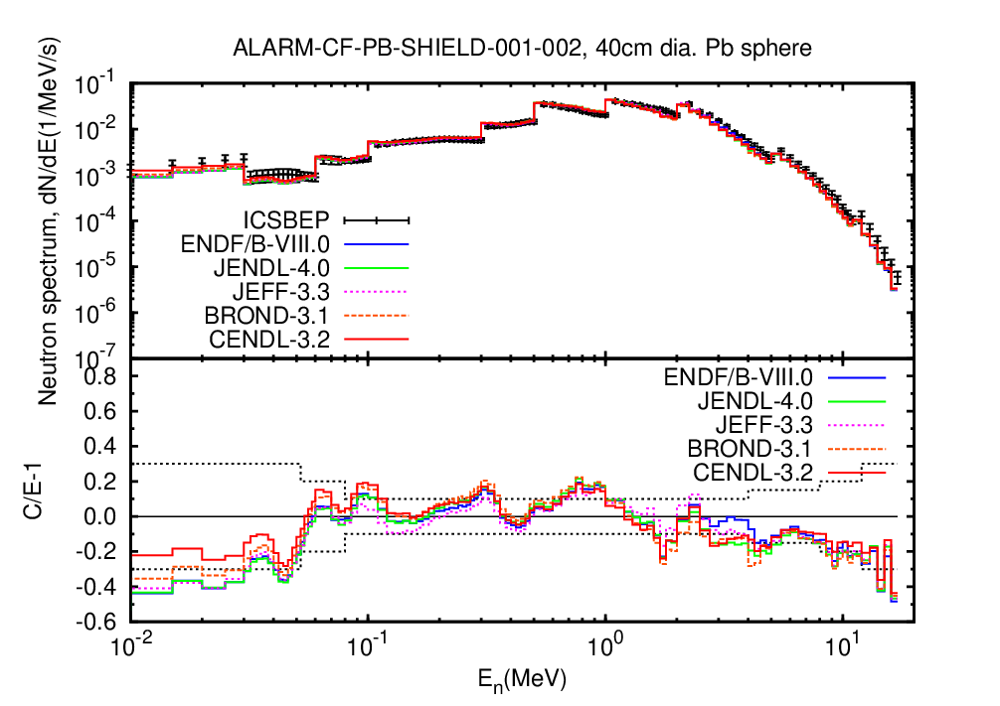 ALARM-CF-PB-SHIELD-001-002, 40cm dia. Pb sphere
Neutron spectrum, dN/dE(1/MeV/s)
10^-1
10^-2
10^-3
10^-4
10^-5
10^-6
10^-7
ICSBEP
ENDF/B-VIII.0
JENDL-4.0
JEFF-3.3
BROND-3.1
CENDL-3.2
C/E-1
0.8
0.6
0.4
0.2
0.0
-0.2
-0.4
-0.6
ENDF/B-VIII.0
JENDL-4.0
JEFF-3.3
BROND-3.1
CENDL-3.2
10^-2 10^-1 10^0 10^1
E_n(MeV)